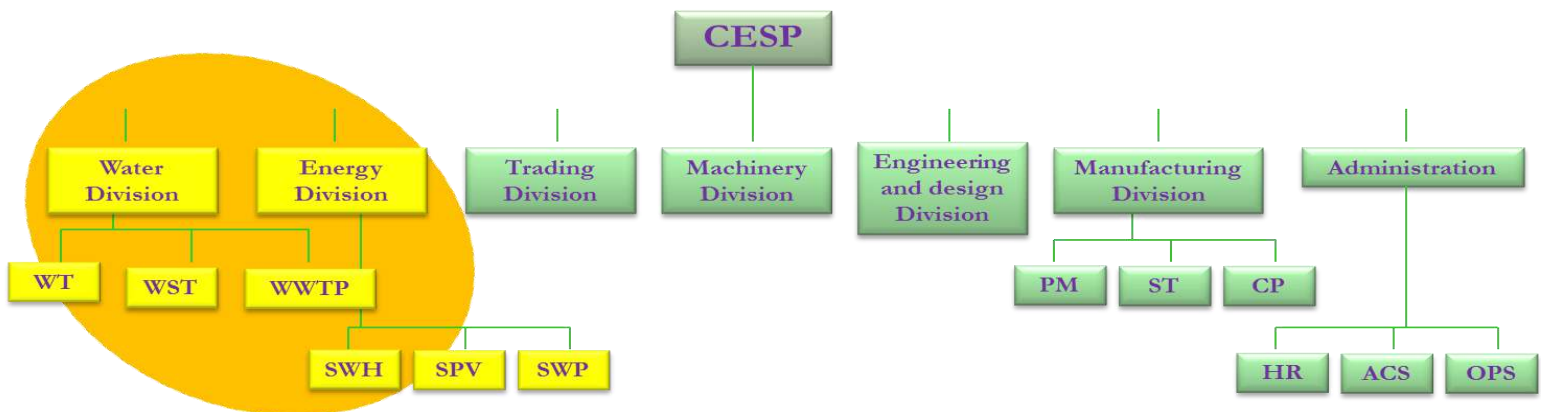 CESP
Water
Division
Energy
Division
Trading
Division
Machinery
Division
Engineering
and design
Division
Manufacturing
Division
Administration
WT
WST
WWTP
PM
ST
CP
SWH
SPV
SWP
HR
ACS
OPS